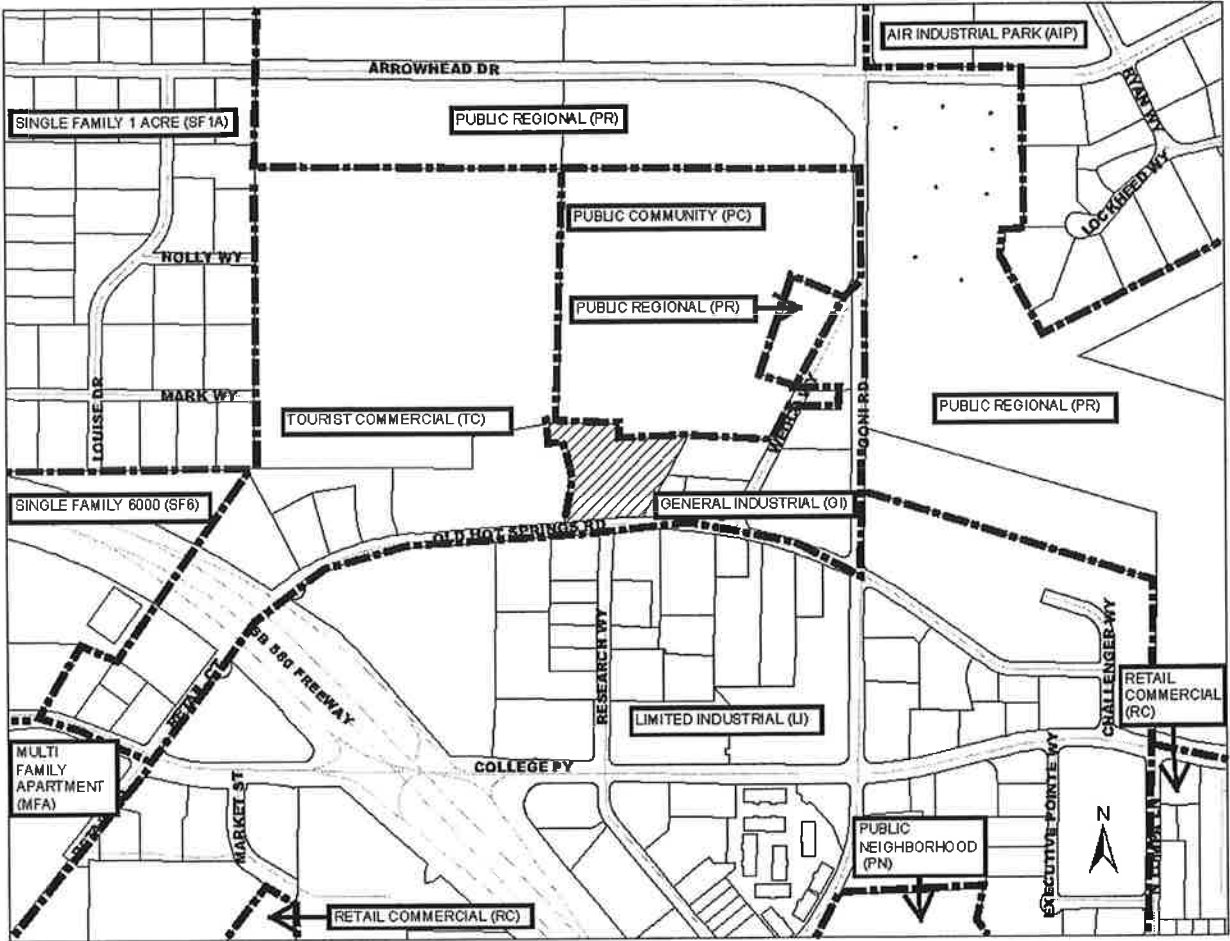 AIR INDUSTRIAL PARK (AIP)
ARROWHEAD DR
RYAN WY
SINGLE FAMILY 1 ACRE (SF1A)
PUBLIC REGIONAL (PR)
LOCKHEED WY
PUBLIC COMMUNITY (PC)
NOLLY WY
PUBLIC REGIONAL (PR)
LOUISE DR
MARK WY
TOURIST COMMERCIAL (TC)
GONI RD
PUBLIC REGIONAL (PR)
SINGLE FAMILY 6000 (SF6)
GENERAL INDUSTRIAL (GI)
OLD HOT SPRINGS RD
SB 580 FREEWAY
RESEARCH WY
CHALLENGER WY
RETAIL
COMMERCIAL
(RC)
LIMITED INDUSTRIAL (LI)
MULTI
FAMILY
APARTMENT
(MFA)
COLLEGE PY
MARKET ST
EXECUTIVE POINTE WY
PUBLIC
NEIGHBORHOOD
(PN)
N
RETAIL COMMERCIAL (RC)